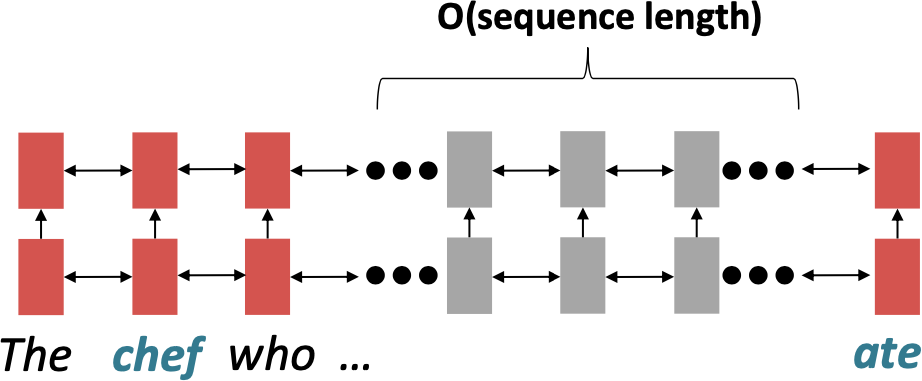 O(sequence length)
The chef who ... ate